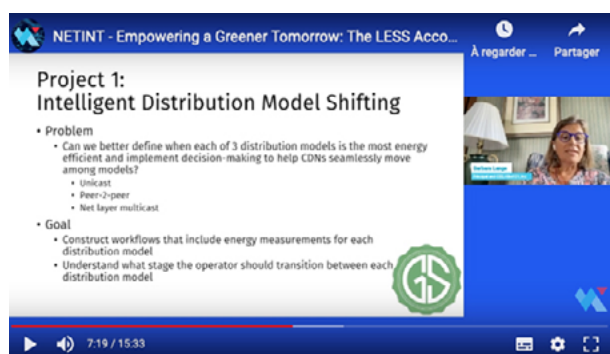 NETINT - Empowering a Greener Tomorrow: The LESS Acco...
À regarder ...
Partager
Project 1:
Intelligent Distribution Model Shifting
• Problem
• Can we better define when each of 3 distribution models is the most energy
efficient and implement decision-making to help CDNs seamlessly move
among models?
• Unicast
• Peer-2-peer
• Net layer multicast
• Goal
• Construct workflows that include energy measurements for each
distribution model
• Understand what stage the operator should transition between each
distribution model
GS
Barbara Lange
7:19 / 15:33